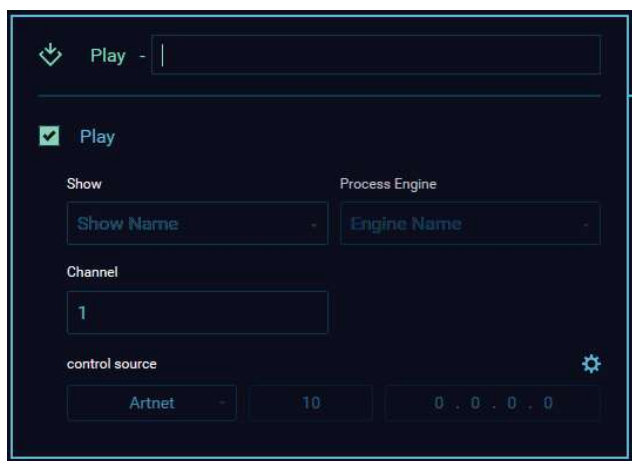 Play -
Play
Show Process Engine
Show Name Engine Name
Channel
1
control source
Artnet 10 0 . 0 . 0 . 0